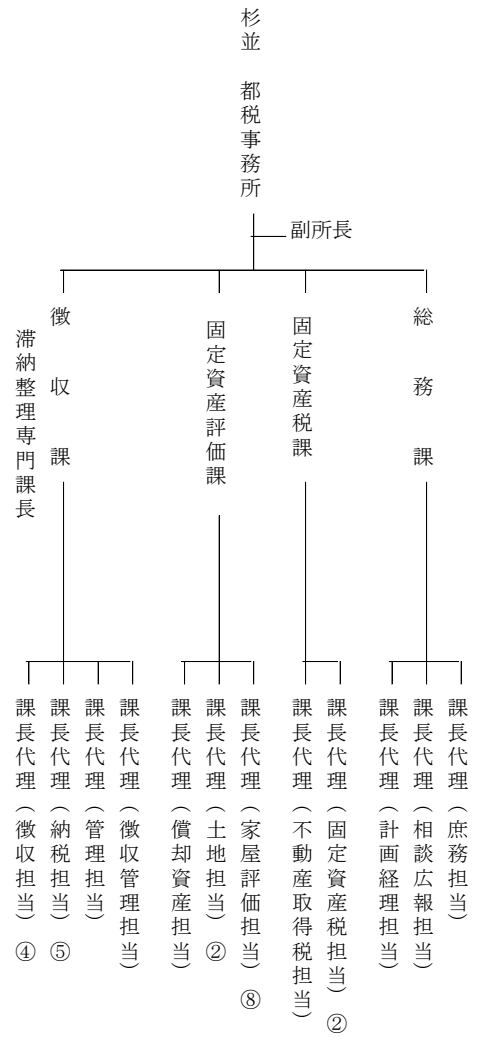 杉並 都税事務所
副所長
総務課
固定資産税課
固定資産評価課
徴収課
滞納整理専門課長
課長代理（庶務担当）
課長代理（相談広報担当）
課長代理（計画経理担当）
課長代理（固定資産税担当）②
課長代理（不動産取得税担当）
課長代理（家屋評価担当）⑧
課長代理（土地担当）②
課長代理（償却資産担当）
課長代理（徴収管理担当）
課長代理（管理担当）
課長代理（納税担当）⑤
課長代理（徴収担当）④